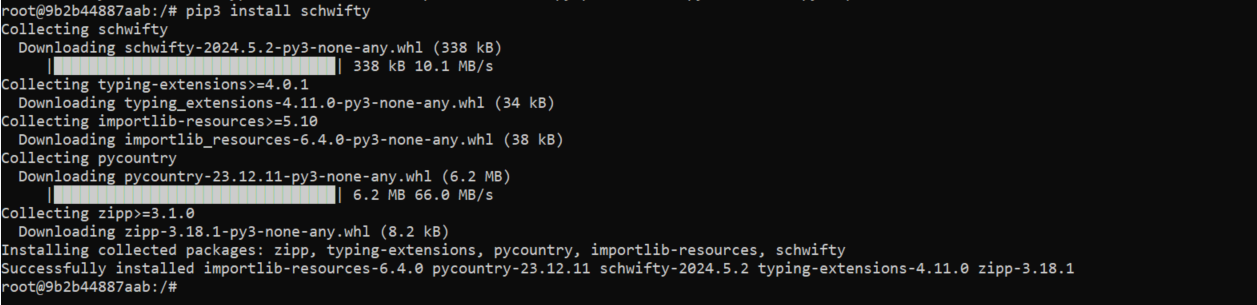 root@9b2b44887aab:/# pip3 install schwifty
Collecting schwifty
  Downloading schwifty-2024.5.2-py3-none-any.whl (338 kB)
     |████████████████████████████████| 338 kB 10.1 MB/s
Collecting typing-extensions>=4.0.1
  Downloading typing_extensions-4.11.0-py3-none-any.whl (34 kB)
Collecting importlib-resources>=5.10
  Downloading importlib_resources-6.4.0-py3-none-any.whl (38 kB)
Collecting pycountry
  Downloading pycountry-23.12.11-py3-none-any.whl (6.2 MB)
     |████████████████████████████████| 6.2 MB 66.0 MB/s
Collecting zipp>=3.1.0
  Downloading zipp-3.18.1-py3-none-any.whl (8.2 kB)
Installing collected packages: zipp, typing-extensions, pycountry, importlib-resources, schwifty
Successfully installed importlib-resources-6.4.0 pycountry-23.12.11 schwifty-2024.5.2 typing-extensions-4.11.0 zipp-3.18.1
root@9b2b44887aab:/#